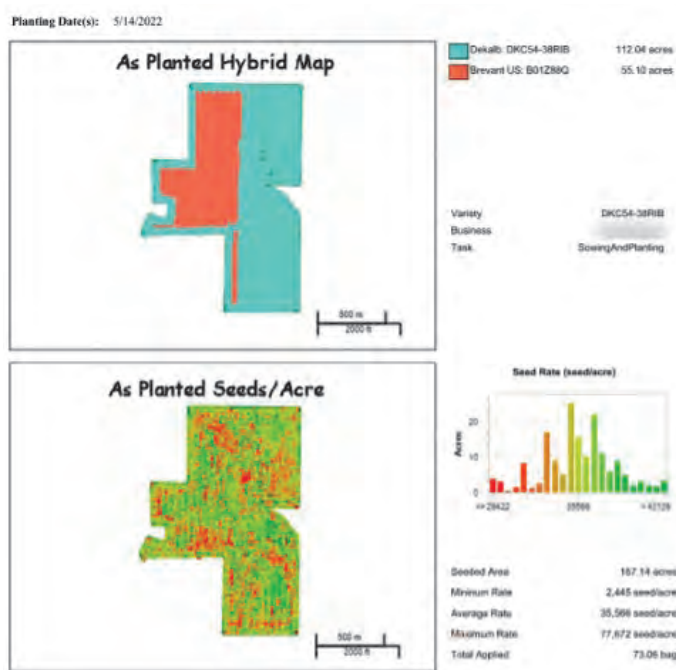 Planting Date(s): 5/14/2022
As Planted Hybrid Map
Dekalb: DKC54-38RIB 112.04 acres
Brevant US: B01Z88Q 55.10 acres
Variety DKC54-38RIB
Business
Task SowingAndPlanting
500 m
2000 ft
As Planted Seeds/Acre
Seed Rate (seed/acre)
Acres
20
10
0
35566
500 m
2000 ft
Seeded Area 167.14 acres
Minimum Rate 2,445 seed/acre
Average Rate 35,566 seed/acre
Maximum Rate 77,672 seed/acre
Total Applied 73.06 bag